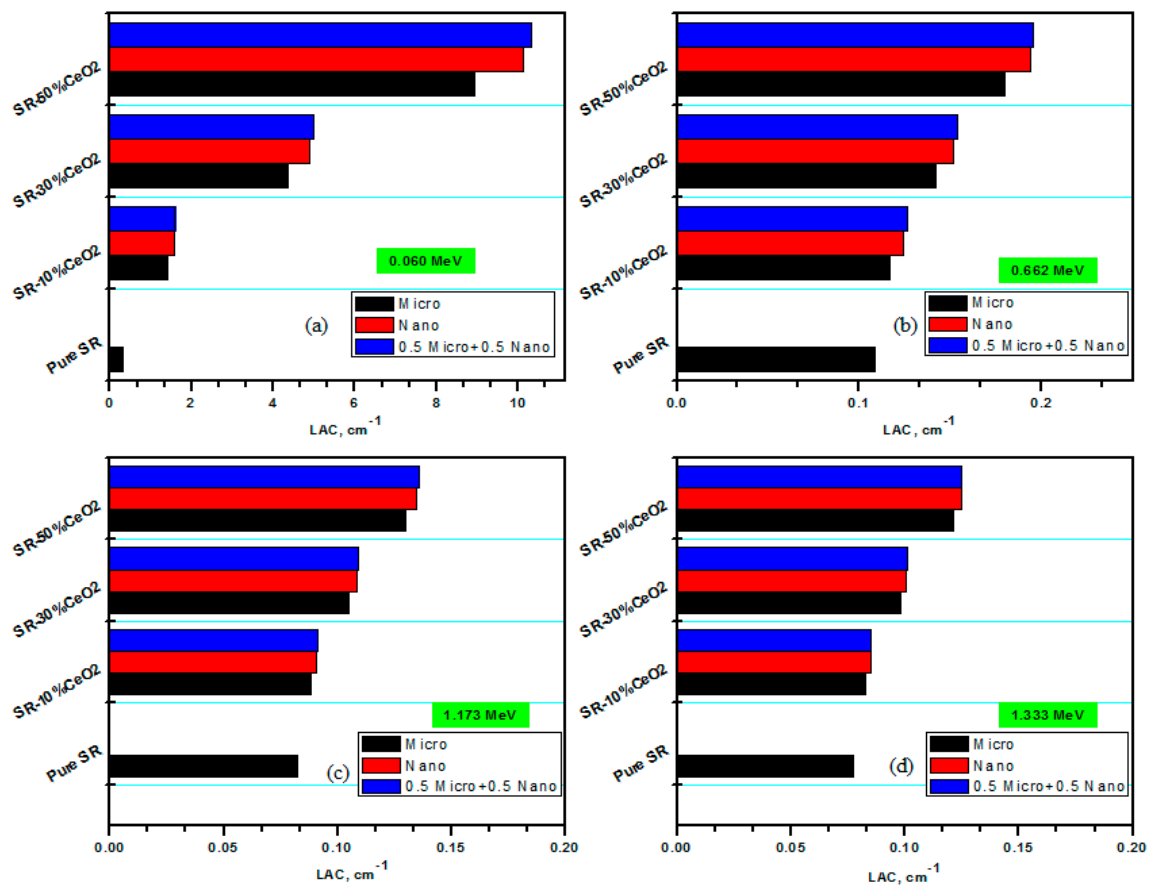 SR-50%CeO2
SR-30%CeO2
SR-10%CeO2
Pure SR
0.060 MeV
(a)
Micro
Nano
0.5 Micro+0.5 Nano
0 2 4 6 8 10
LAC, cm-1
SR-50%CeO2
SR-30%CeO2
SR-10%CeO2
Pure SR
0.662 MeV
(b)
Micro
Nano
0.5 Micro+0.5 Nano
0.0 0.1 0.2
LAC, cm-1
SR-50%CeO2
SR-30%CeO2
SR-10%CeO2
Pure SR
1.173 MeV
(c)
Micro
Nano
0.5 Micro+0.5 Nano
0.00 0.05 0.10 0.15 0.20
LAC, cm-1
SR-50%CeO2
SR-30%CeO2
SR-10%CeO2
Pure SR
1.333 MeV
(d)
Micro
Nano
0.5 Micro+0.5 Nano
0.00 0.05 0.10 0.15 0.20
LAC, cm-1